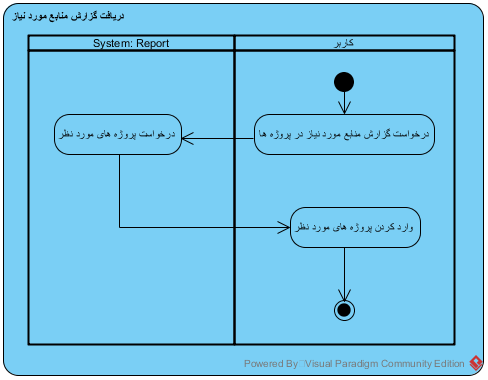 دریافت گزارش منابع مورد نیاز
System: Report
کاربر
درخواست گزارش منابع مورد نیاز در پروژه ها
درخواست پروژه های مورد نظر
وارد کردن پروژه های مورد نظر
Powered By Visual Paradigm Community Edition